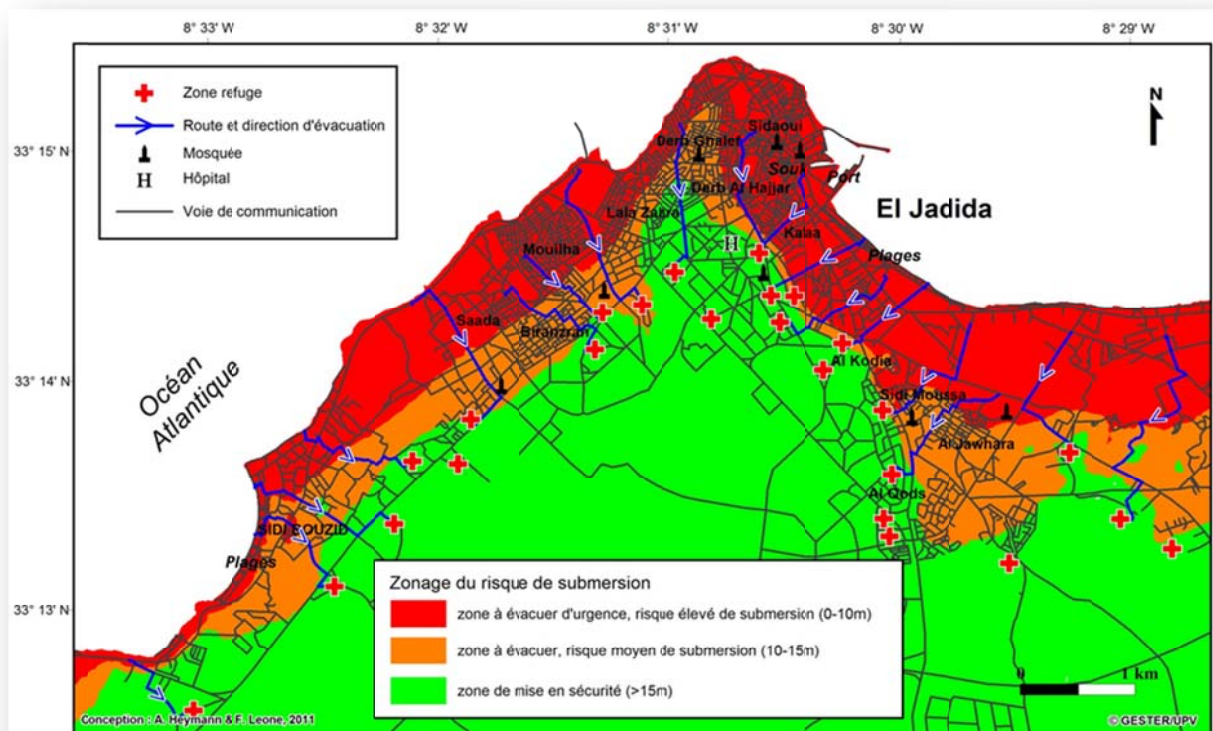 8° 33' W
8° 32' W
8° 31' W
8° 30' W
8° 29' W
Zone refuge
Route et direction d'évacuation
Mosquée
H
Hôpital
Voie de communication
N
33° 15' N
33° 14' N
33° 13' N
Sidaoui
Derb Ghalef
Souk
Port
Derb Al Hajjar
El Jadida
Lala Zahra
Kalaa
H
Mouilha
Plages
Saada
Biranzran
Al Kodia
Océan
Atlantique
Sidi Moussa
Al Jawhara
Al Qods
SIDI BOUZID
Plages
Zonage du risque de submersion
zone à évacuer d'urgence, risque élevé de submersion (0-10m)
zone à évacuer, risque moyen de submersion (10-15m)
zone de mise en sécurité (>15m)
0 1 km
Conception : A. Heymann & F. Leone, 2011
© GESTER/UPV